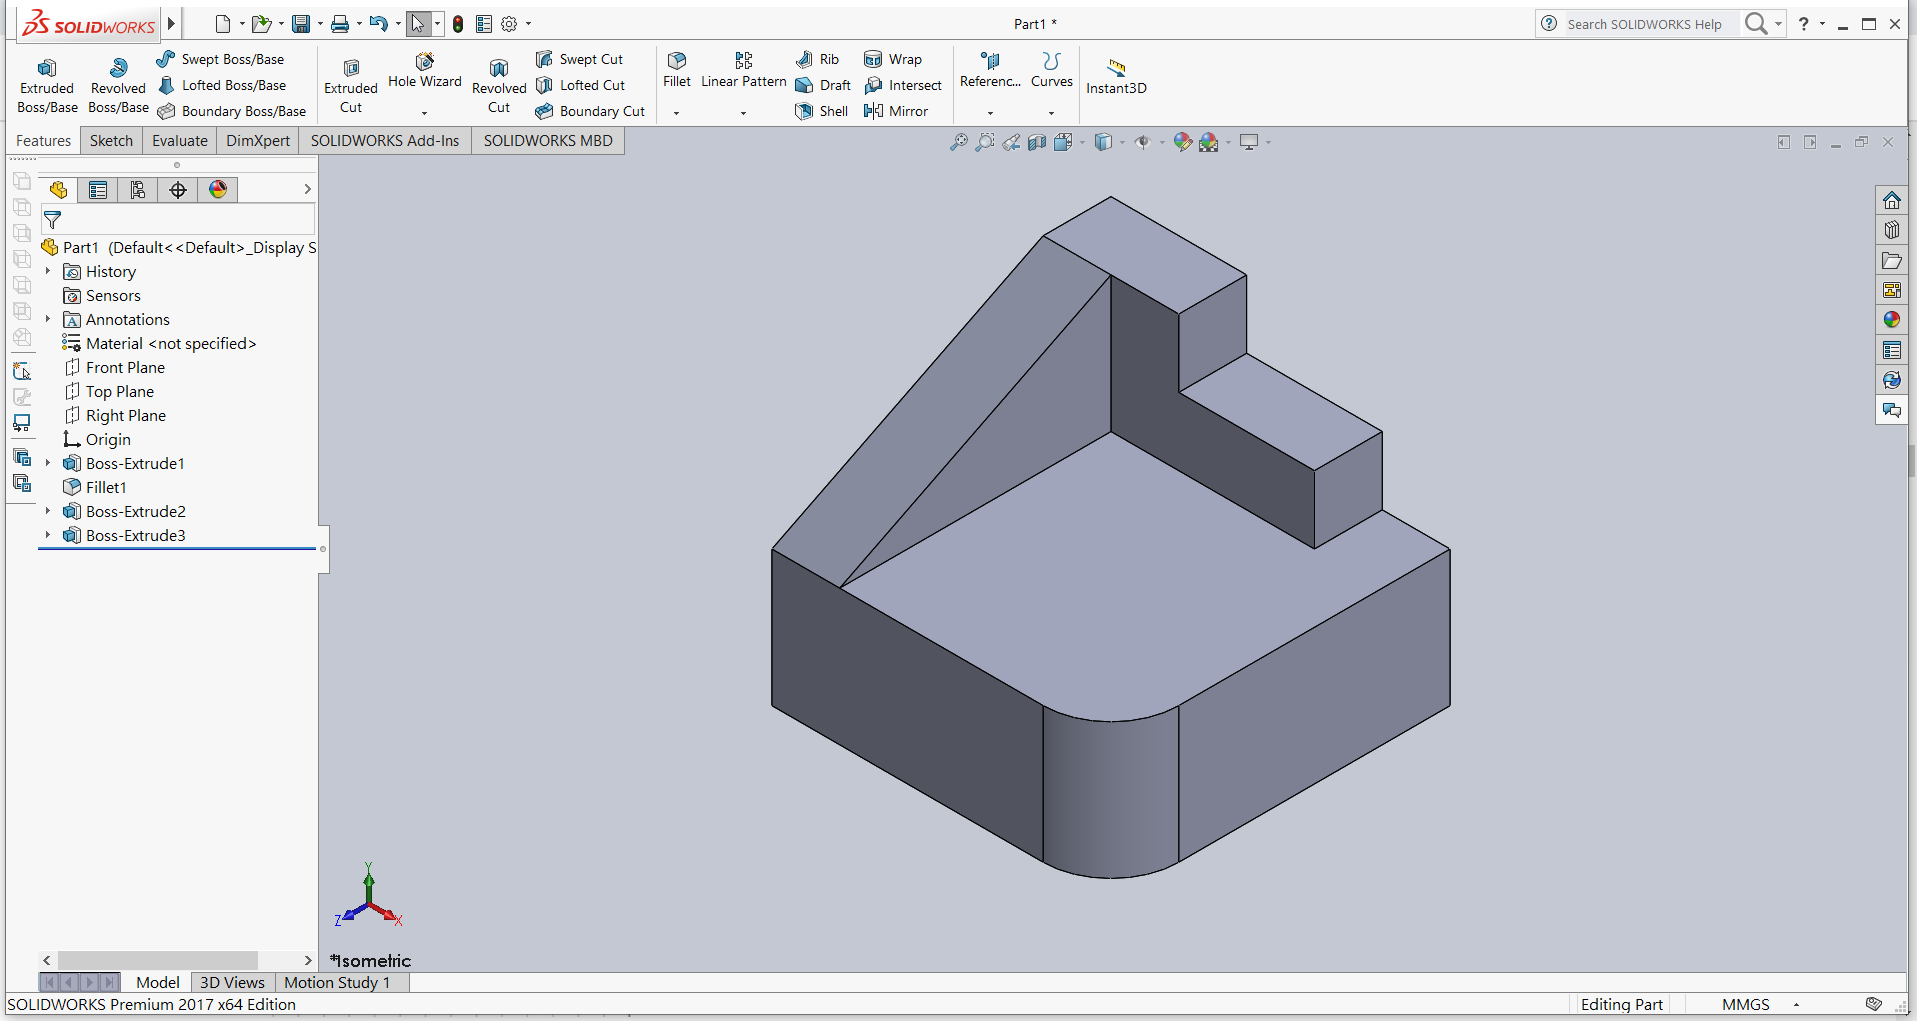 SOLIDWORKS
Part1 *
Search SOLIDWORKS Help
?
Extruded Boss/Base
Revolved Boss/Base
Swept Boss/Base
Lofted Boss/Base
Boundary Boss/Base
Extruded Cut
Hole Wizard
Revolved Cut
Swept Cut
Lofted Cut
Boundary Cut
Fillet
Linear Pattern
Rib
Draft
Shell
Wrap
Intersect
Mirror
Referenc...
Curves
Instant3D
Features
Sketch
Evaluate
DimXpert
SOLIDWORKS Add-Ins
SOLIDWORKS MBD
Part1 (Default<<Default>_Display S
History
Sensors
Annotations
Material <not specified>
Front Plane
Top Plane
Right Plane
Origin
Boss-Extrude1
Fillet1
Boss-Extrude2
Boss-Extrude3
Y
Z
X
*Isometric
Model
3D Views
Motion Study 1
SOLIDWORKS Premium 2017 x64 Edition
Editing Part
MMGS